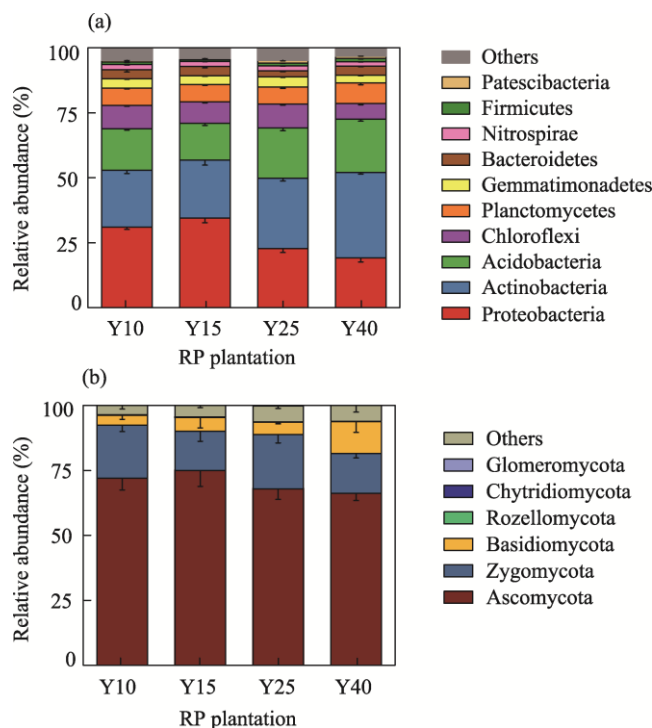 (a)
Relative abundance (%)
100
75
50
25
0
Y10 Y15 Y25 Y40
RP plantation
Others
Patescibacteria
Firmicutes
Nitrospirae
Bacteroidetes
Gemmatimonadetes
Planctomycetes
Chloroflexi
Acidobacteria
Actinobacteria
Proteobacteria
(b)
Relative abundance (%)
100
75
50
25
0
Y10 Y15 Y25 Y40
RP plantation
Others
Glomeromycota
Chytridiomycota
Rozellomycota
Basidiomycota
Zygomycota
Ascomycota